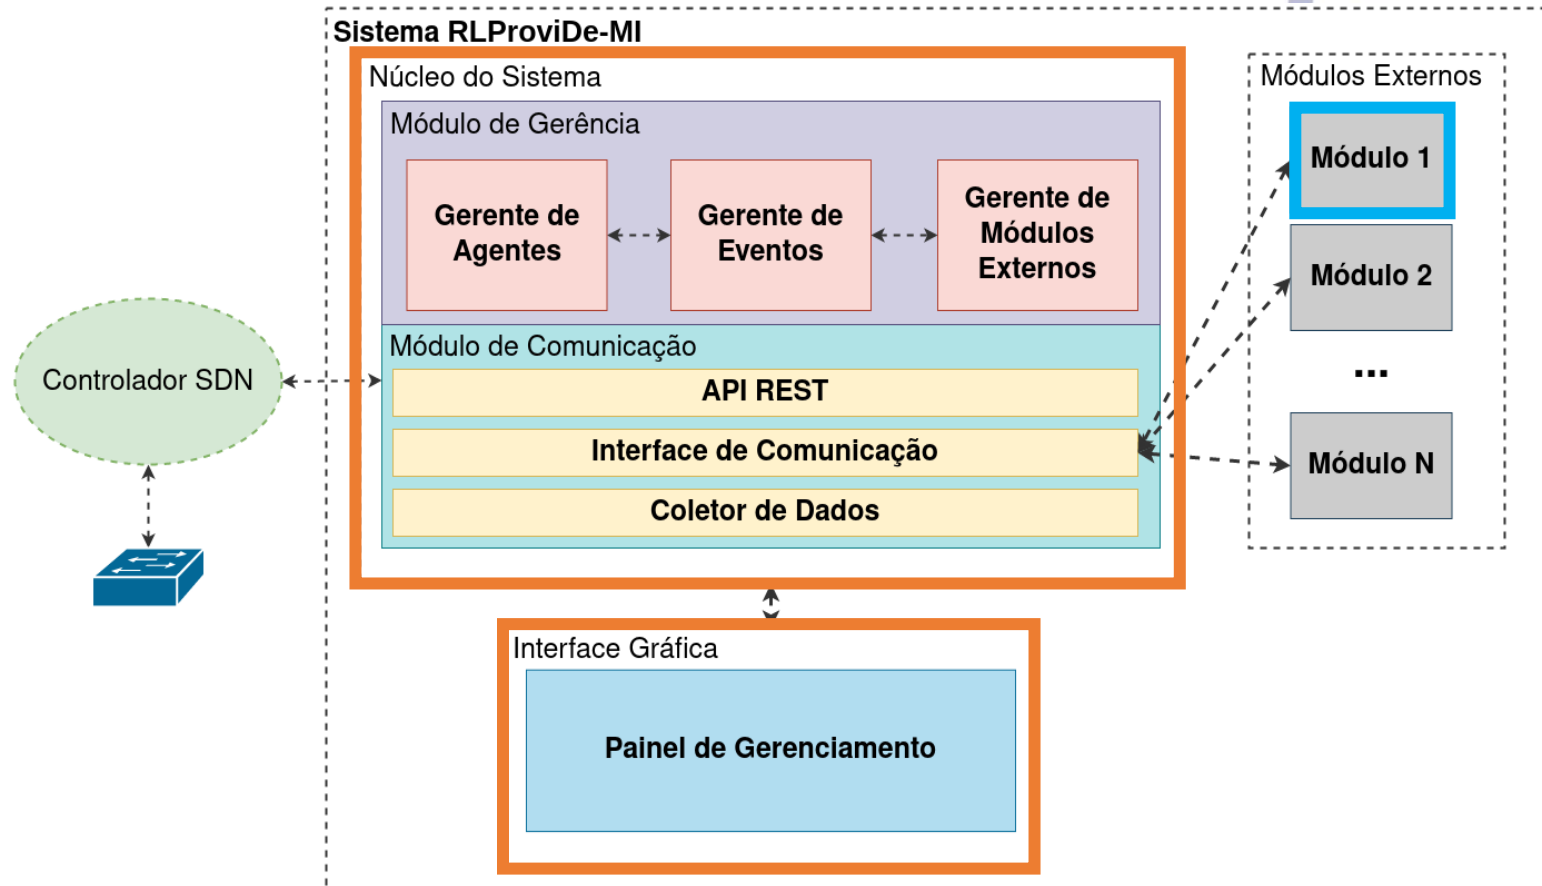 Sistema RLProviDe-MI
Núcleo do Sistema
Módulo de Gerência
Gerente de
Agentes
Gerente de
Eventos
Gerente de
Módulos
Externos
Módulo de Comunicação
API REST
Interface de Comunicação
Coletor de Dados
Controlador SDN
Módulos Externos
Módulo 1
Módulo 2
...
Módulo N
Interface Gráfica
Painel de Gerenciamento